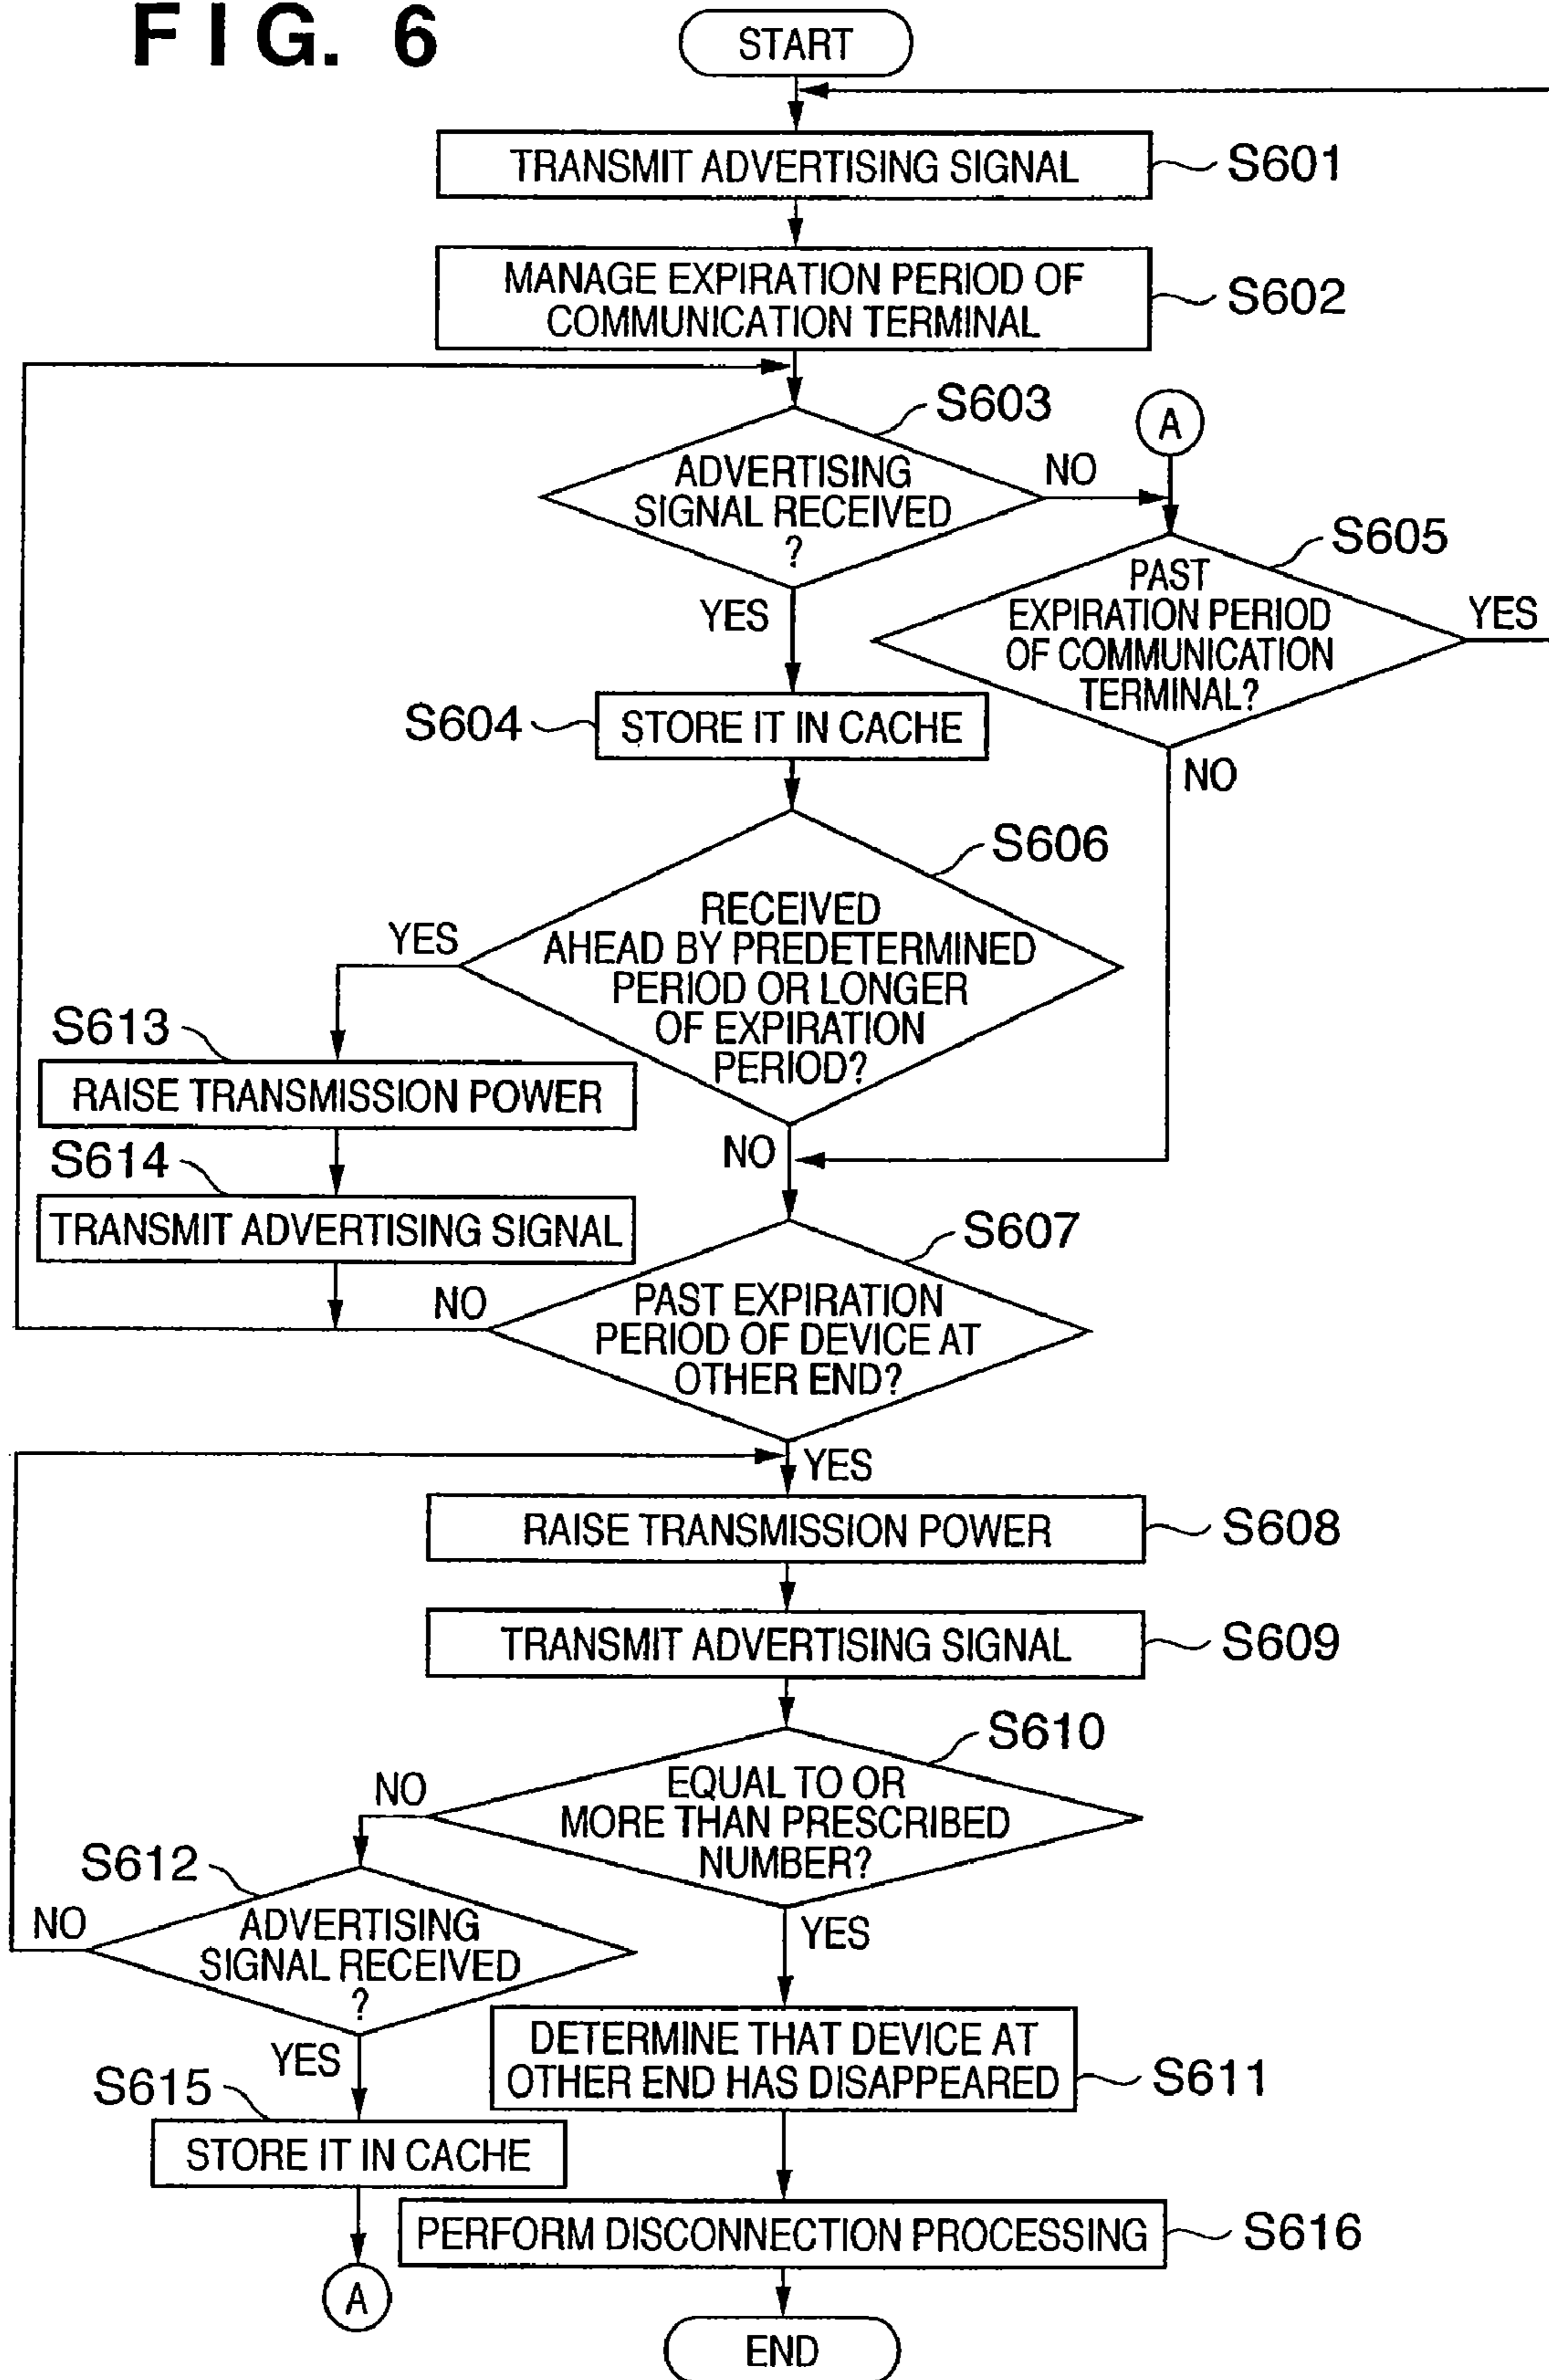 FIG. 6
START
TRANSMIT ADVERTISING SIGNAL
S601
MANAGE EXPIRATION PERIOD OF
COMMUNICATION TERMINAL
S602
S603
A
ADVERTISING
SIGNAL RECEIVED
?
NO
YES
S605
PAST
EXPIRATION PERIOD
OF COMMUNICATION
TERMINAL?
YES
NO
S604
STORE IT IN CACHE
S606
RECEIVED
AHEAD BY PREDETERMINED
PERIOD OR LONGER
OF EXPIRATION
PERIOD?
YES
NO
S613
RAISE TRANSMISSION POWER
S614
TRANSMIT ADVERTISING SIGNAL
S607
PAST EXPIRATION
PERIOD OF DEVICE AT
OTHER END?
NO
YES
RAISE TRANSMISSION POWER
S608
TRANSMIT ADVERTISING SIGNAL
S609
S610
EQUAL TO OR
MORE THAN PRESCRIBED
NUMBER?
NO
YES
S612
ADVERTISING
SIGNAL RECEIVED
?
NO
YES
DETERMINE THAT DEVICE AT
OTHER END HAS DISAPPEARED
S611
S615
STORE IT IN CACHE
PERFORM DISCONNECTION PROCESSING
S616
A
END